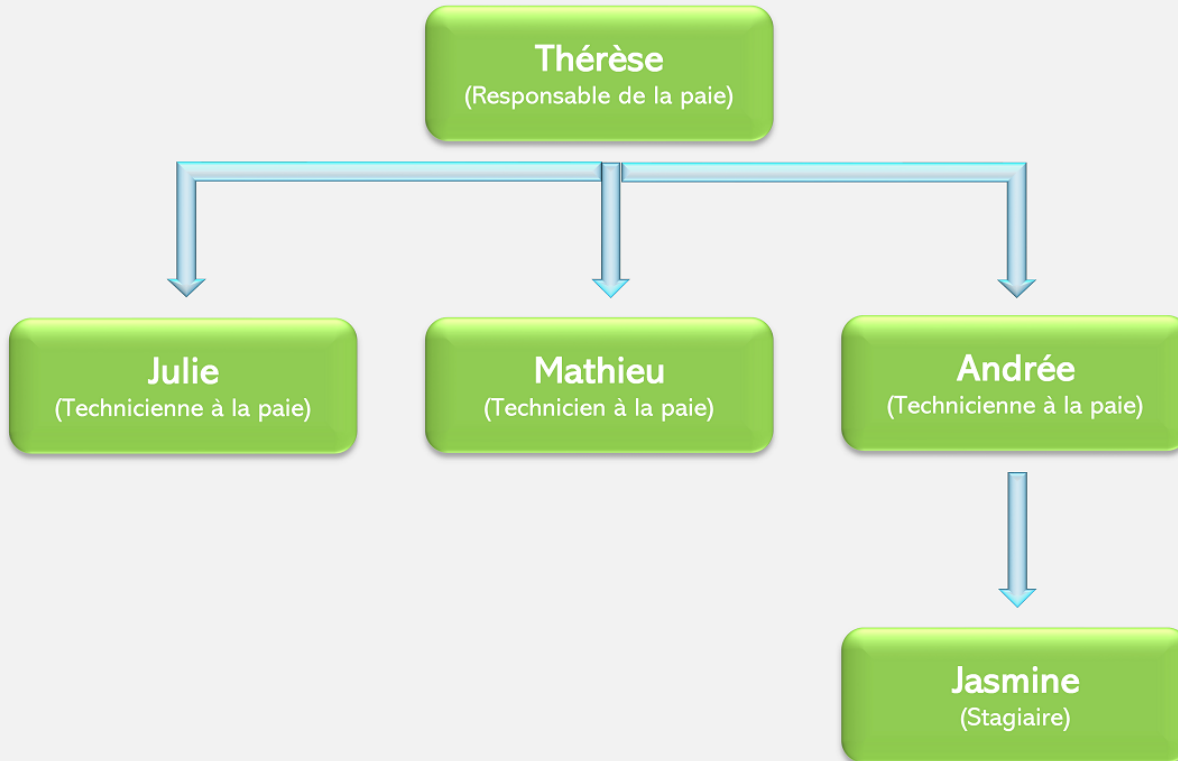 Thérèse
(Responsable de la paie)
Julie
(Technicienne à la paie)
Mathieu
(Technicien à la paie)
Andrée
(Technicienne à la paie)
Jasmine
(Stagiaire)